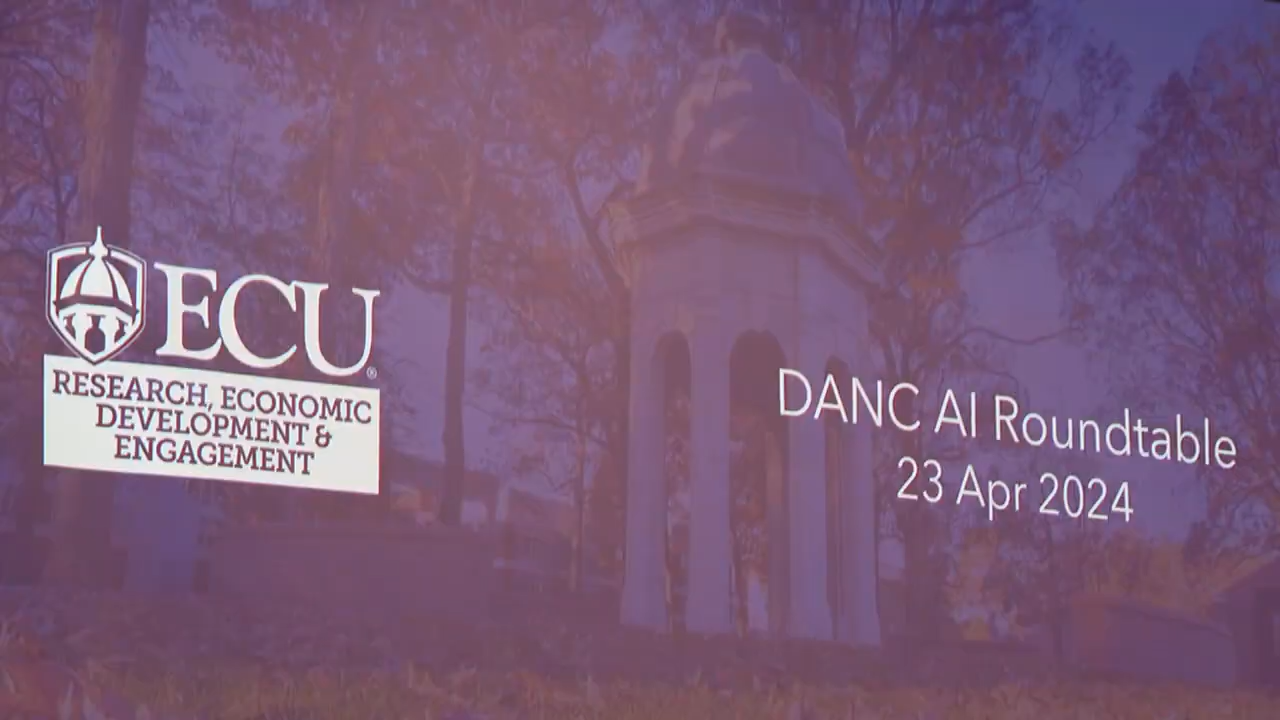 ECU®
RESEARCH, ECONOMIC
DEVELOPMENT &
ENGAGEMENT
DANC AI Roundtable
23 Apr 2024